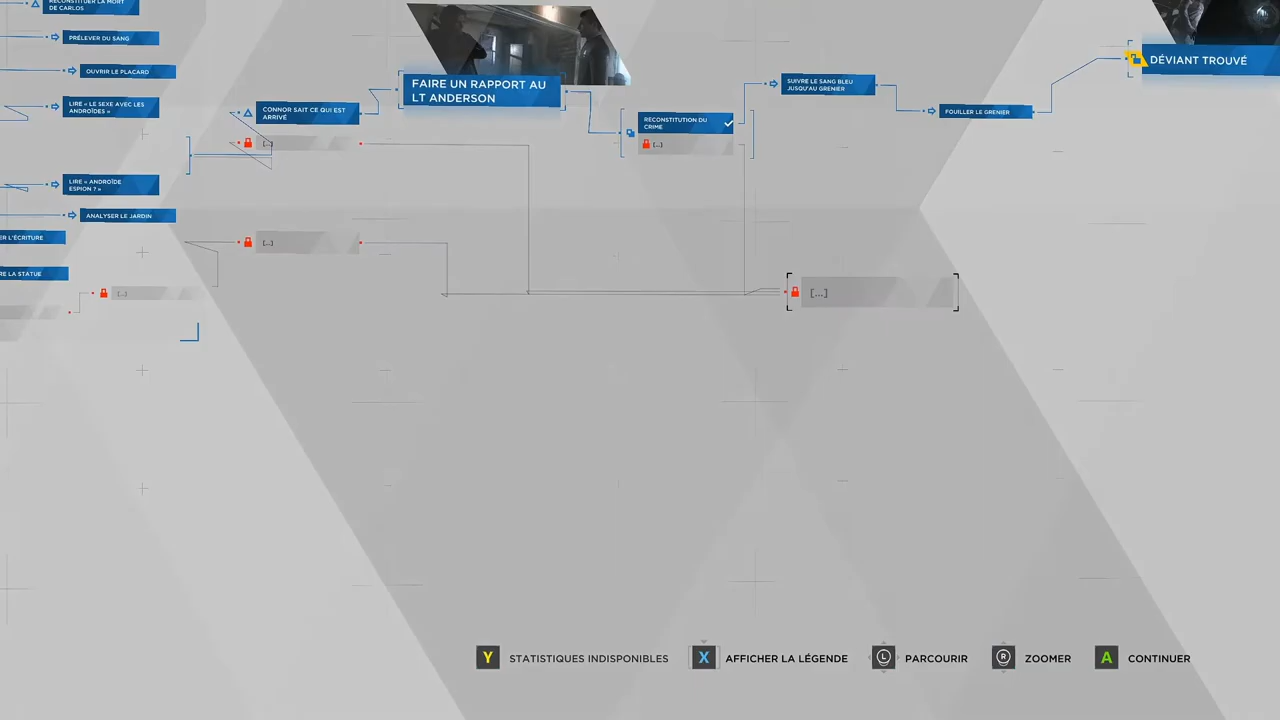 RECONSTITUER LA MORT
DE CARLOS
PRÉLEVER DU SANG
OUVRIR LE PLACARD
LIRE « LE SEXE AVEC LES
ANDROÏDES »
LIRE « ANDROÏDE
ESPION ? »
ANALYSER LE JARDIN
ER L'ÉCRITURE
RE LA STATUE
[...]
CONNOR SAIT CE QUI EST
ARRIVÉ
[...]
[...]
FAIRE UN RAPPORT AU
LT ANDERSON
RECONSTITUTION DU
CRIME
[...]
SUIVRE LE SANG BLEU
JUSQU'AU GRENIER
FOUILLER LE GRENIER
DÉVIANT TROUVÉ
[...]
Y STATISTIQUES INDISPONIBLES X AFFICHER LA LÉGENDE L PARCOURIR R ZOOMER A CONTINUER